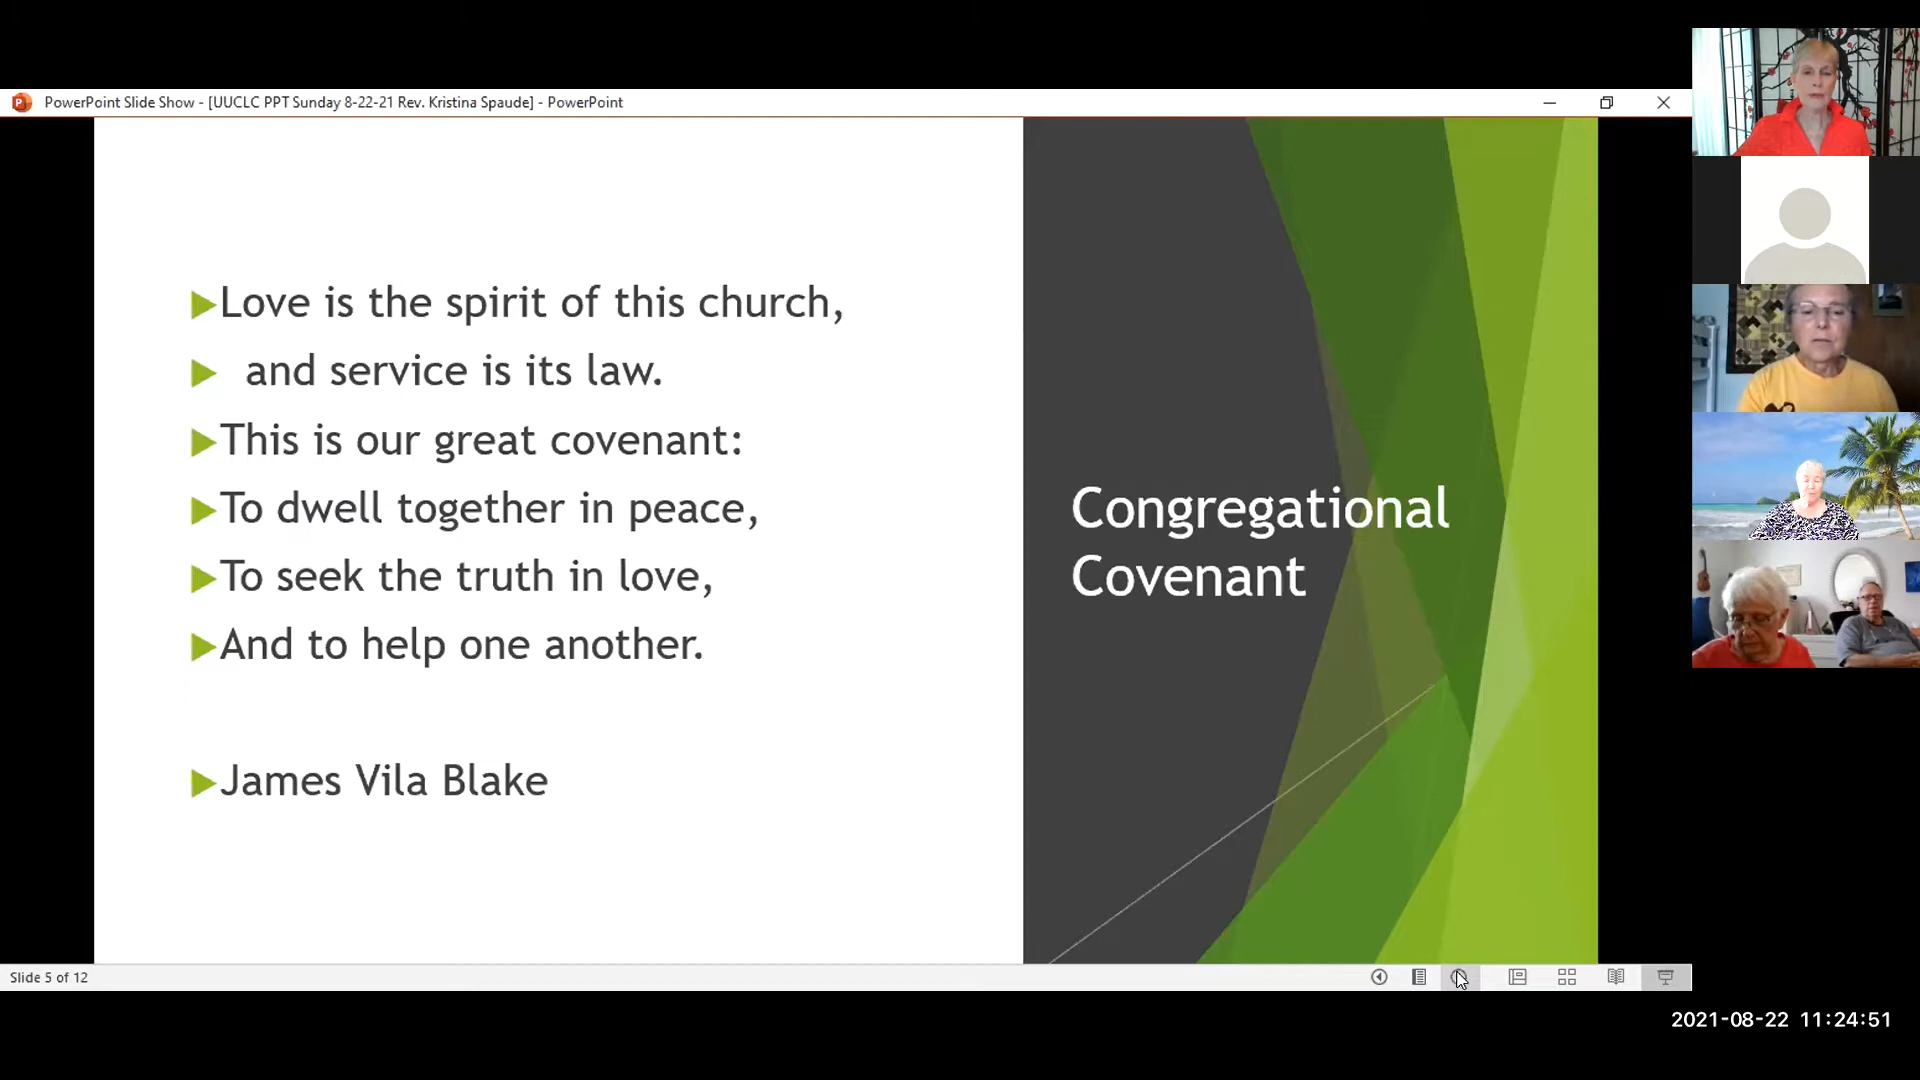 PowerPoint Slide Show - [UUCLC PPT Sunday 8-22-21 Rev. Kristina Spaude] - PowerPoint
Love is the spirit of this church,
and service is its law.
This is our great covenant:
To dwell together in peace,
To seek the truth in love,
And to help one another.
James Vila Blake
Congregational
Covenant
Slide 5 of 12
2021-08-22 11:24:51